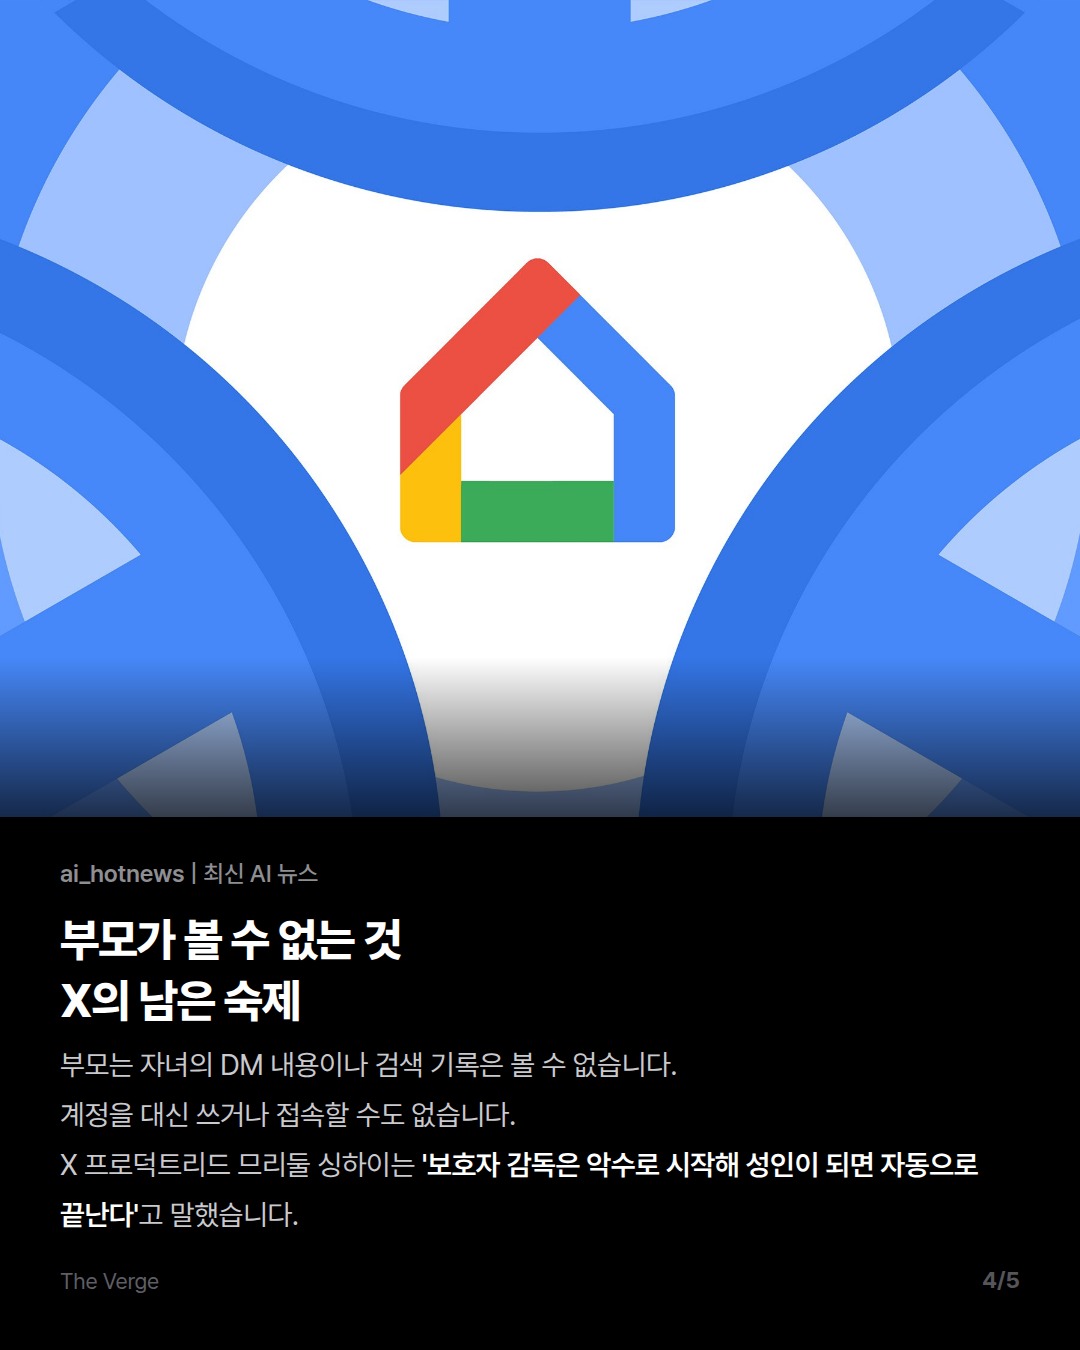 ai_hotnews | 최신 AI 뉴스
부모가 볼 수 없는 것
X의 남은 숙제
부모는 자녀의 DM 내용이나 검색 기록은 볼 수 없습니다.
계정을 대신 쓰거나 접속할 수도 없습니다.
X 프로덕트리드 므리둘 싱하이는 '보호자 감독은 악수로 시작해 성인이 되면 자동으로
끝난다'고 말했습니다.
The Verge
4/5